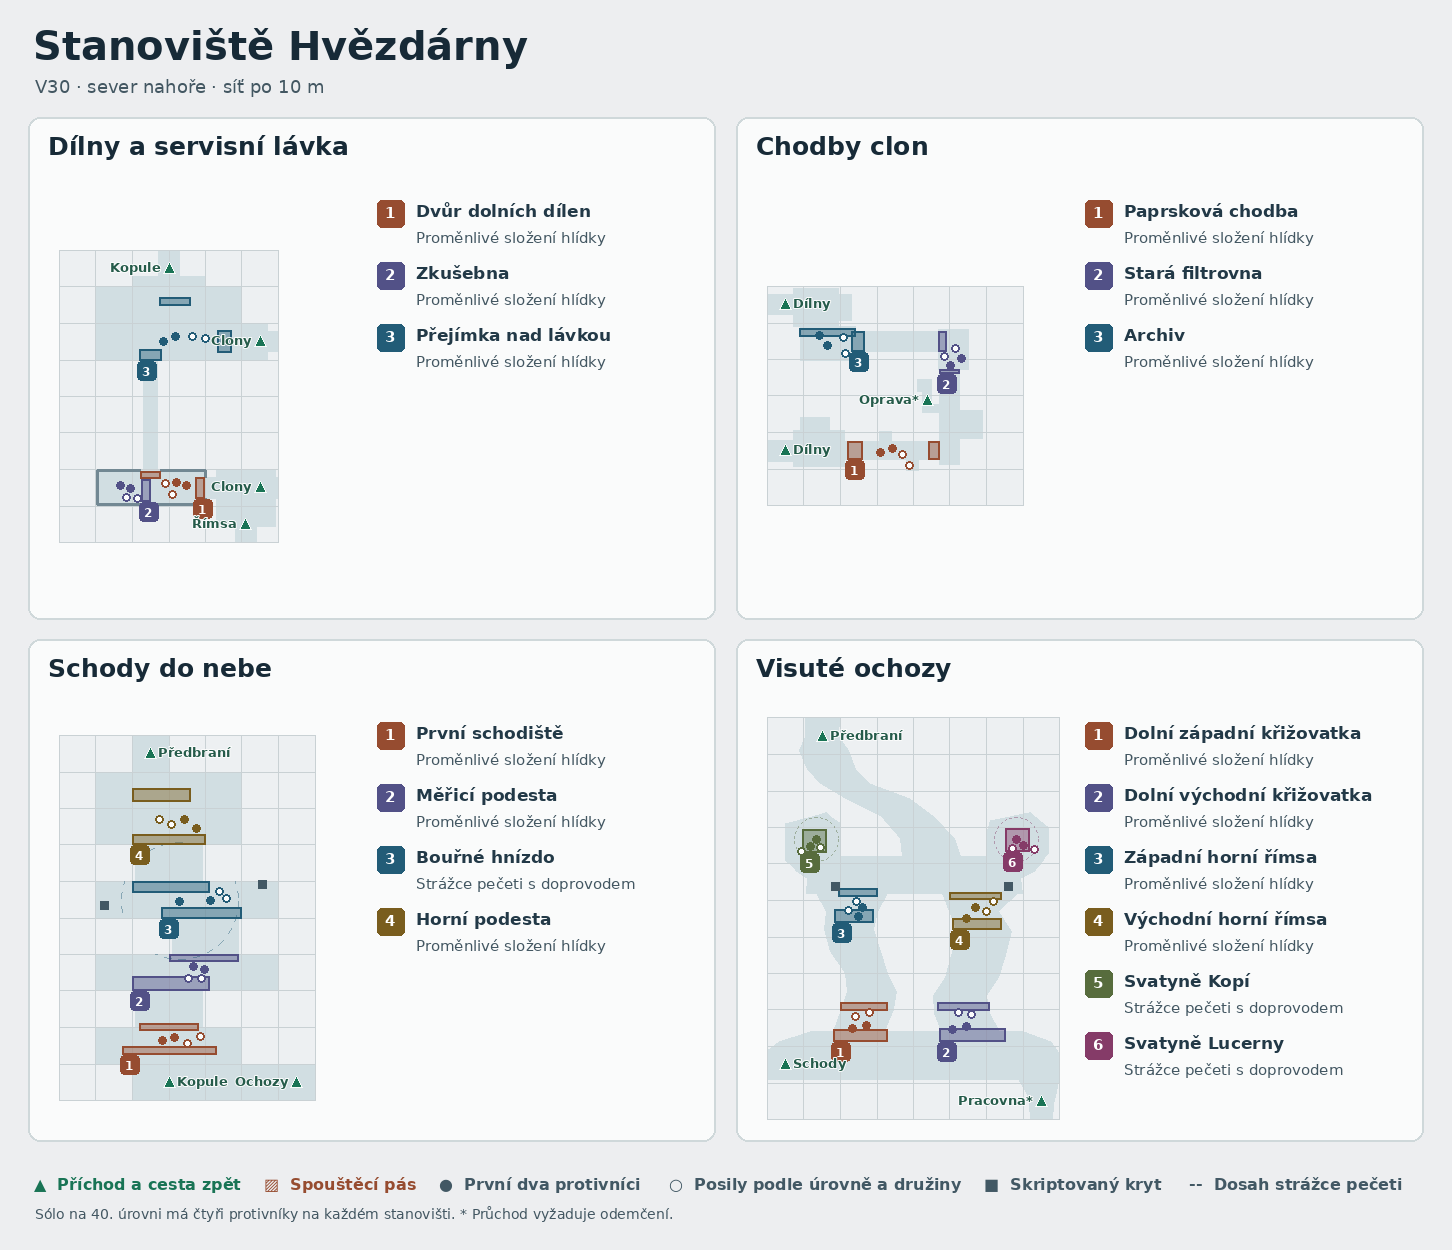 Stanoviště Hvězdárny
V30 · sever nahoře · síť po 10 m
Dílny a servisní lávka
Kopule ▲
Clony ▲
3
Clony ▲
2
1
Římsa ▲
1 Dvůr dolních dílen
Proměnlivé složení hlídky
2 Zkušebna
Proměnlivé složení hlídky
3 Přejímka nad lávkou
Proměnlivé složení hlídky
Chodby clon
▲ Dílny
3
2
Oprava* ▲
▲ Dílny
1
1 Paprsková chodba
Proměnlivé složení hlídky
2 Stará filtrovna
Proměnlivé složení hlídky
3 Archiv
Proměnlivé složení hlídky
Schody do nebe
▲ Předbraní
4
3
2
1
▲ Kopule Ochozy ▲
1 První schodiště
Proměnlivé složení hlídky
2 Měřicí podesta
Proměnlivé složení hlídky
3 Bouřné hnízdo
Strážce pečeti s doprovodem
4 Horní podesta
Proměnlivé složení hlídky
Visuté ochozy
▲ Předbraní
5
6
3
4
1
2
▲ Schody
Pracovna* ▲
1 Dolní západní křižovatka
Proměnlivé složení hlídky
2 Dolní východní křižovatka
Proměnlivé složení hlídky
3 Západní horní římsa
Proměnlivé složení hlídky
4 Východní horní římsa
Proměnlivé složení hlídky
5 Svatyně Kopí
Strážce pečeti s doprovodem
6 Svatyně Lucerny
Strážce pečeti s doprovodem
▲ Příchod a cesta zpět ▨ Spouštěcí pás ● První dva protivníci ○ Posily podle úrovně a družiny ■ Skriptovaný kryt -- Dosah strážce pečeti
Sólo na 40. úrovni má čtyři protivníky na každém stanovišti. * Průchod vyžaduje odemčení.